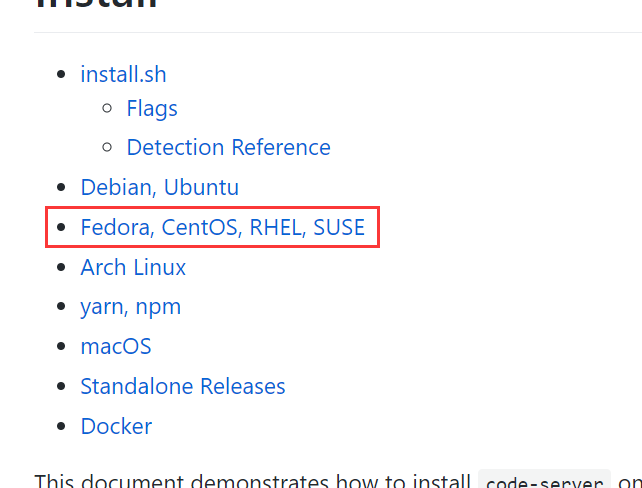 Install
install.sh
Flags
Detection Reference
Debian, Ubuntu
Fedora, CentOS, RHEL, SUSE
Arch Linux
yarn, npm
macOS
Standalone Releases
Docker
This document demonstrates how to install code-server on